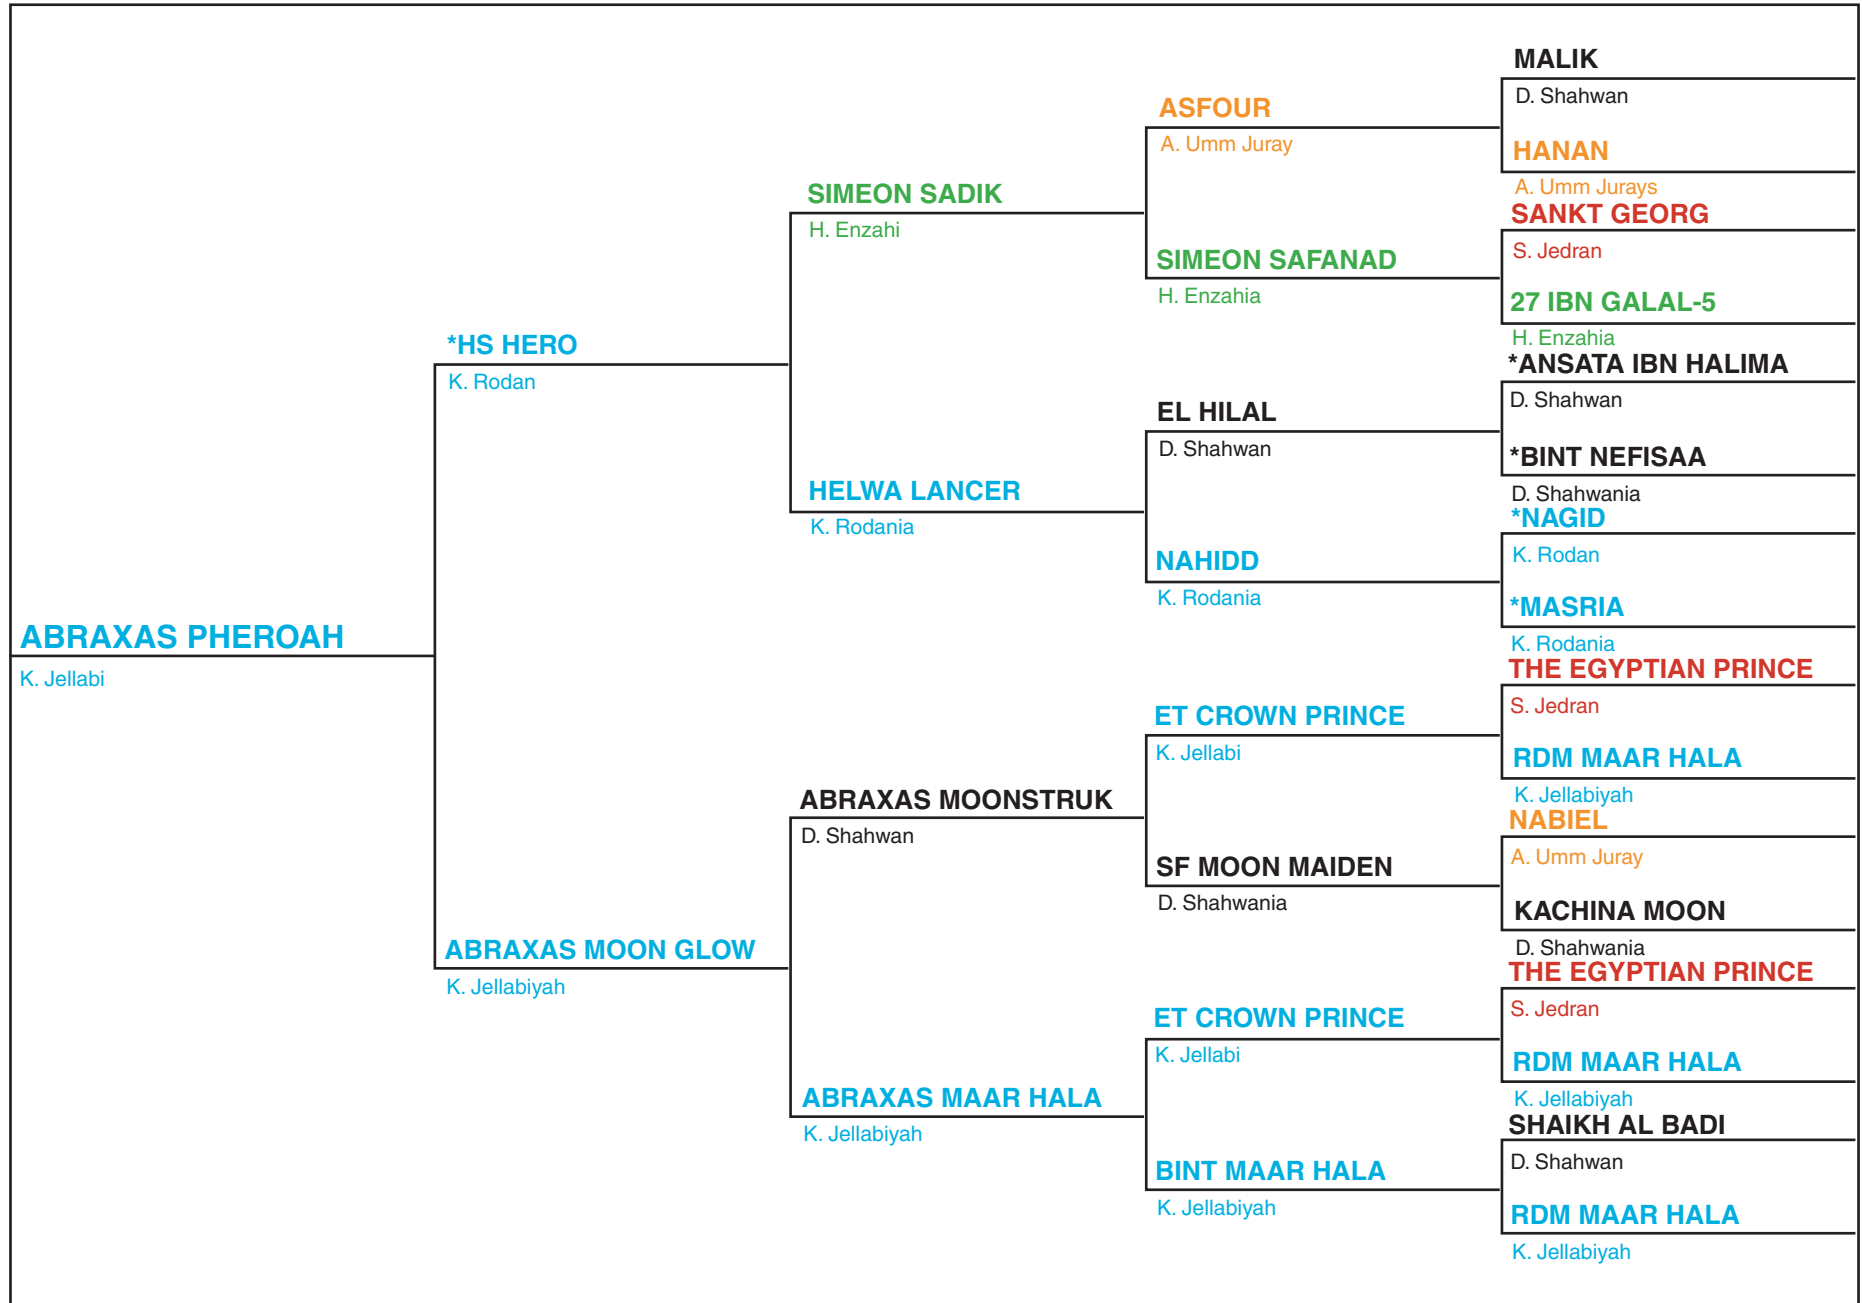 ABRAXAS PHEROAH
K. Jellabi
*HS HERO
K. Rodan
ABRAXAS MOON GLOW
K. Jellabiyah
SIMEON SADIK
H. Enzahi
HELWA LANCER
K. Rodania
ABRAXAS MOONSTRUK
D. Shahwan
ABRAXAS MAAR HALA
K. Jellabiyah
ASFOUR
A. Umm Juray
SIMEON SAFANAD
H. Enzahia
EL HILAL
D. Shahwan
NAHIDD
K. Rodania
ET CROWN PRINCE
K. Jellabi
SF MOON MAIDEN
D. Shahwania
ET CROWN PRINCE
K. Jellabi
BINT MAAR HALA
K. Jellabiyah
MALIK
D. Shahwan
HANAN
A. Umm Jurays
SANKT GEORG
S. Jedran
27 IBN GALAL-5
H. Enzahia
*ANSATA IBN HALIMA
D. Shahwan
*BINT NEFISAA
D. Shahwania
*NAGID
K. Rodan
*MASRIA
K. Rodania
THE EGYPTIAN PRINCE
S. Jedran
RDM MAAR HALA
K. Jellabiyah
NABIEL
A. Umm Juray
KACHINA MOON
D. Shahwania
THE EGYPTIAN PRINCE
S. Jedran
RDM MAAR HALA
K. Jellabiyah
SHAIKH AL BADI
D. Shahwan
RDM MAAR HALA
K. Jellabiyah